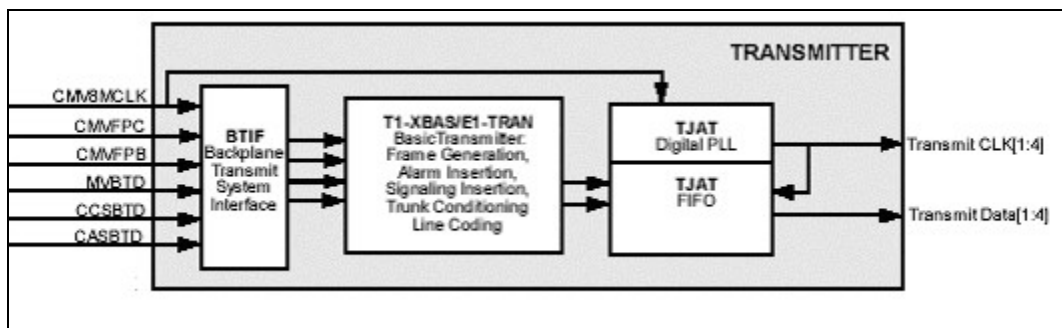 TRANSMITTER
CMV8MCLK
CMVFPC
CMVFPB
MVBTD
CCSBTD
CASBTD
BTIF
Backplane
Transmit
System
Interface
T1-XBAS/E1-TRAN
BasicTransmitter:
Frame Generation,
Alarm Insertion,
Signaling Insertion,
Trunk Conditioning
Line Coding
TJAT
Digital PLL
TJAT
FIFO
Transmit CLK[1:4]
Transmit Data[1:4]